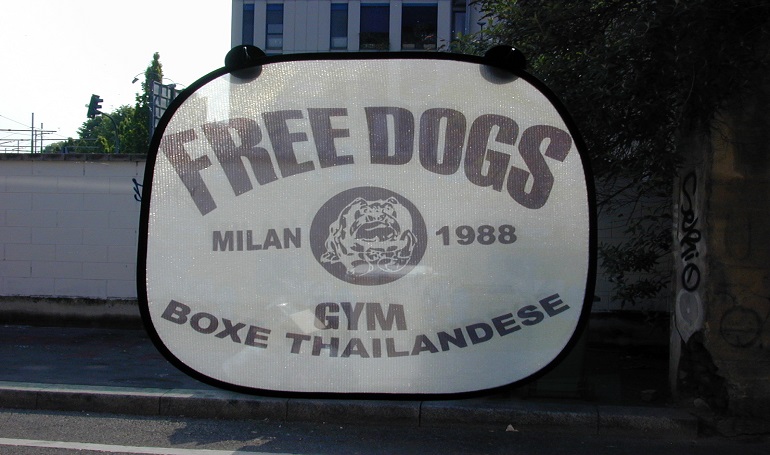 FREE DOGS
MILAN 1988
GYM
BOXE THAILANDESE